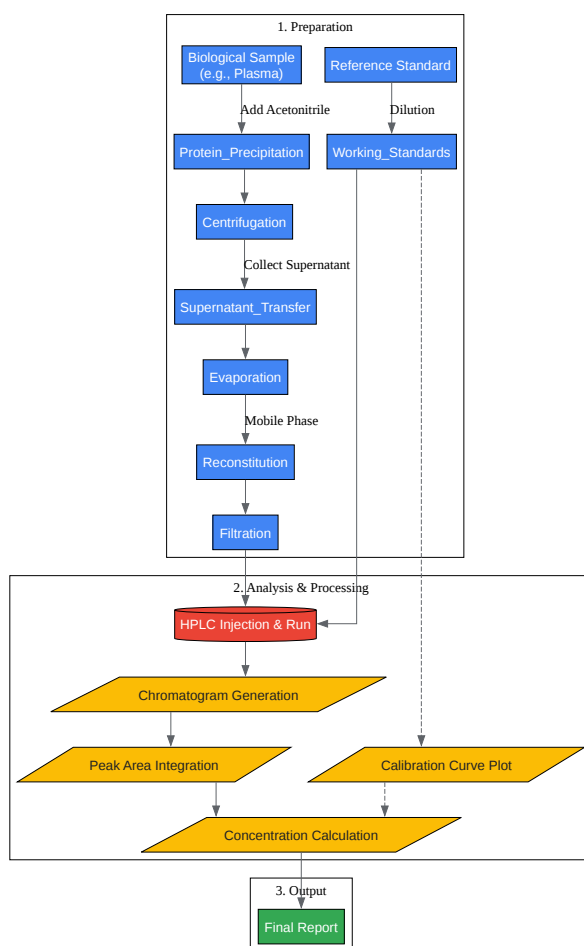 1. Preparation
Biological Sample
(e.g., Plasma)
Reference Standard
Add Acetonitrile
Dilution
Protein_Precipitation
Working_Standards
Centrifugation
Collect Supernatant
Supernatant_Transfer
Evaporation
Mobile Phase
Reconstitution
Filtration
2. Analysis & Processing
HPLC Injection & Run
Chromatogram Generation
Peak Area Integration
Calibration Curve Plot
Concentration Calculation
3. Output
Final Report